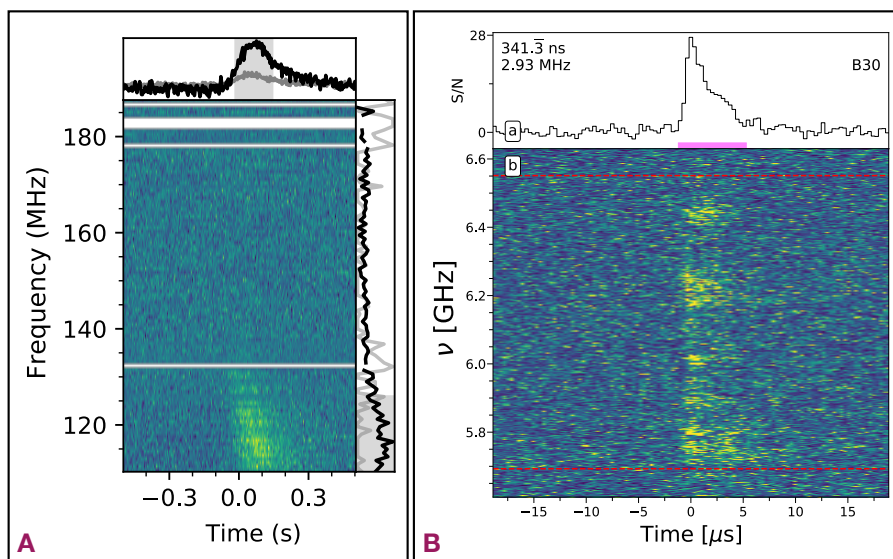 Frequency (MHz)
180
160
140
120
−0.3
0.0
0.3
Time (s)
A
341.3̅ ns
2.93 MHz
B30
S/N
28
0
a
b
ν [GHz]
6.6
6.4
6.2
6.0
5.8
−15
−10
−5
0
5
10
15
Time [μs]
B